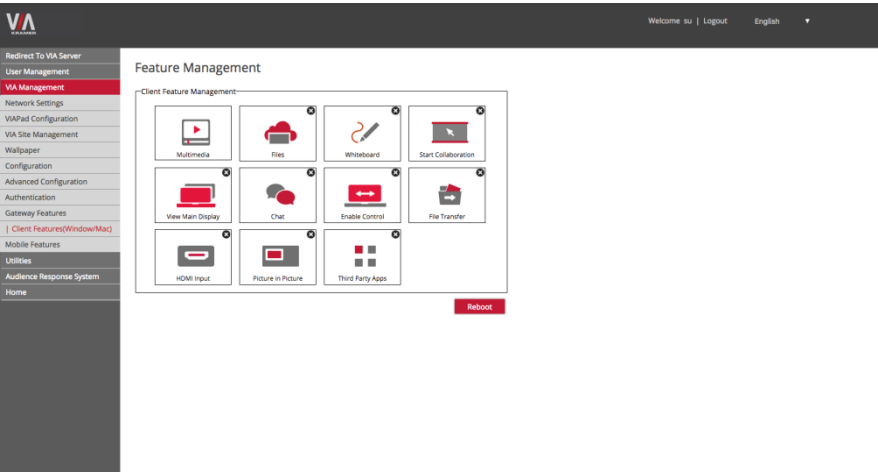 VIA
KRAMER
Welcome su | Logout English
Redirect To VIA Server
User Management
VIA Management
Network Settings
VIAPad Configuration
VIA Site Management
Wallpaper
Configuration
Advanced Configuration
Authentication
Gateway Features
| Client Features(Window/Mac)
Mobile Features
Utilities
Audience Response System
Home
Feature Management
Client Feature Management
Multimedia Files Whiteboard Start Collaboration
View Main Display Chat Enable Control File Transfer
HDMI Input Picture in Picture Third Party Apps
Reboot